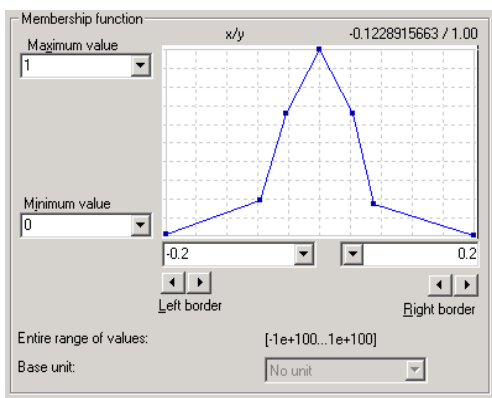 Membership function
x/y -0.1228915663 / 1.00
Maximum value
1
Minimum value
0
-0.2 0.2
Left border Right border
Entire range of values: [-1e+100...1e+100]
Base unit: No unit